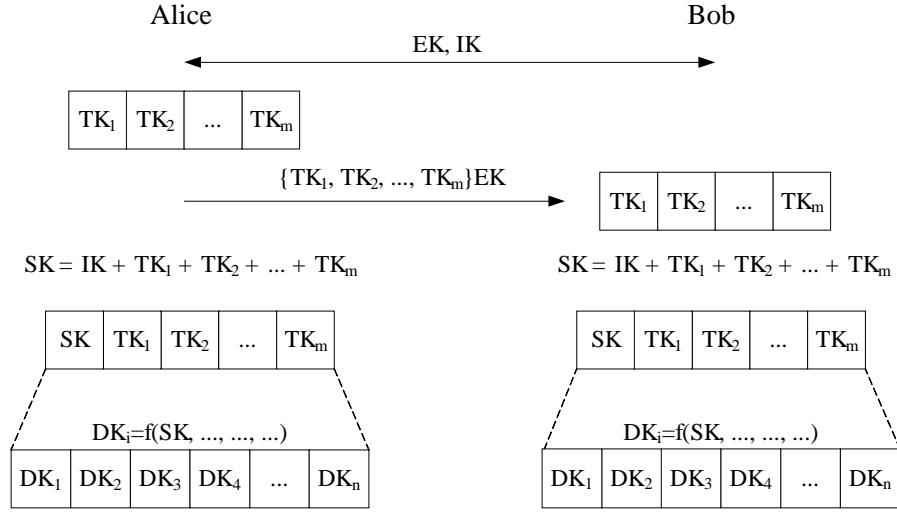 Alice Bob
EK, IK
TK₁ TK₂ ... TKₘ
{TK₁, TK₂, ..., TKₘ}EK
TK₁ TK₂ ... TKₘ
SK = IK + TK₁ + TK₂ + ... + TKₘ SK = IK + TK₁ + TK₂ + ... + TKₘ
SK TK₁ TK₂ ... TKₘ SK TK₁ TK₂ ... TKₘ
DKᵢ=f(SK, ..., ..., ...) DKᵢ=f(SK, ..., ..., ...)
DK₁ DK₂ DK₃ DK₄ ... DKₙ DK₁ DK₂ DK₃ DK₄ ... DKₙ